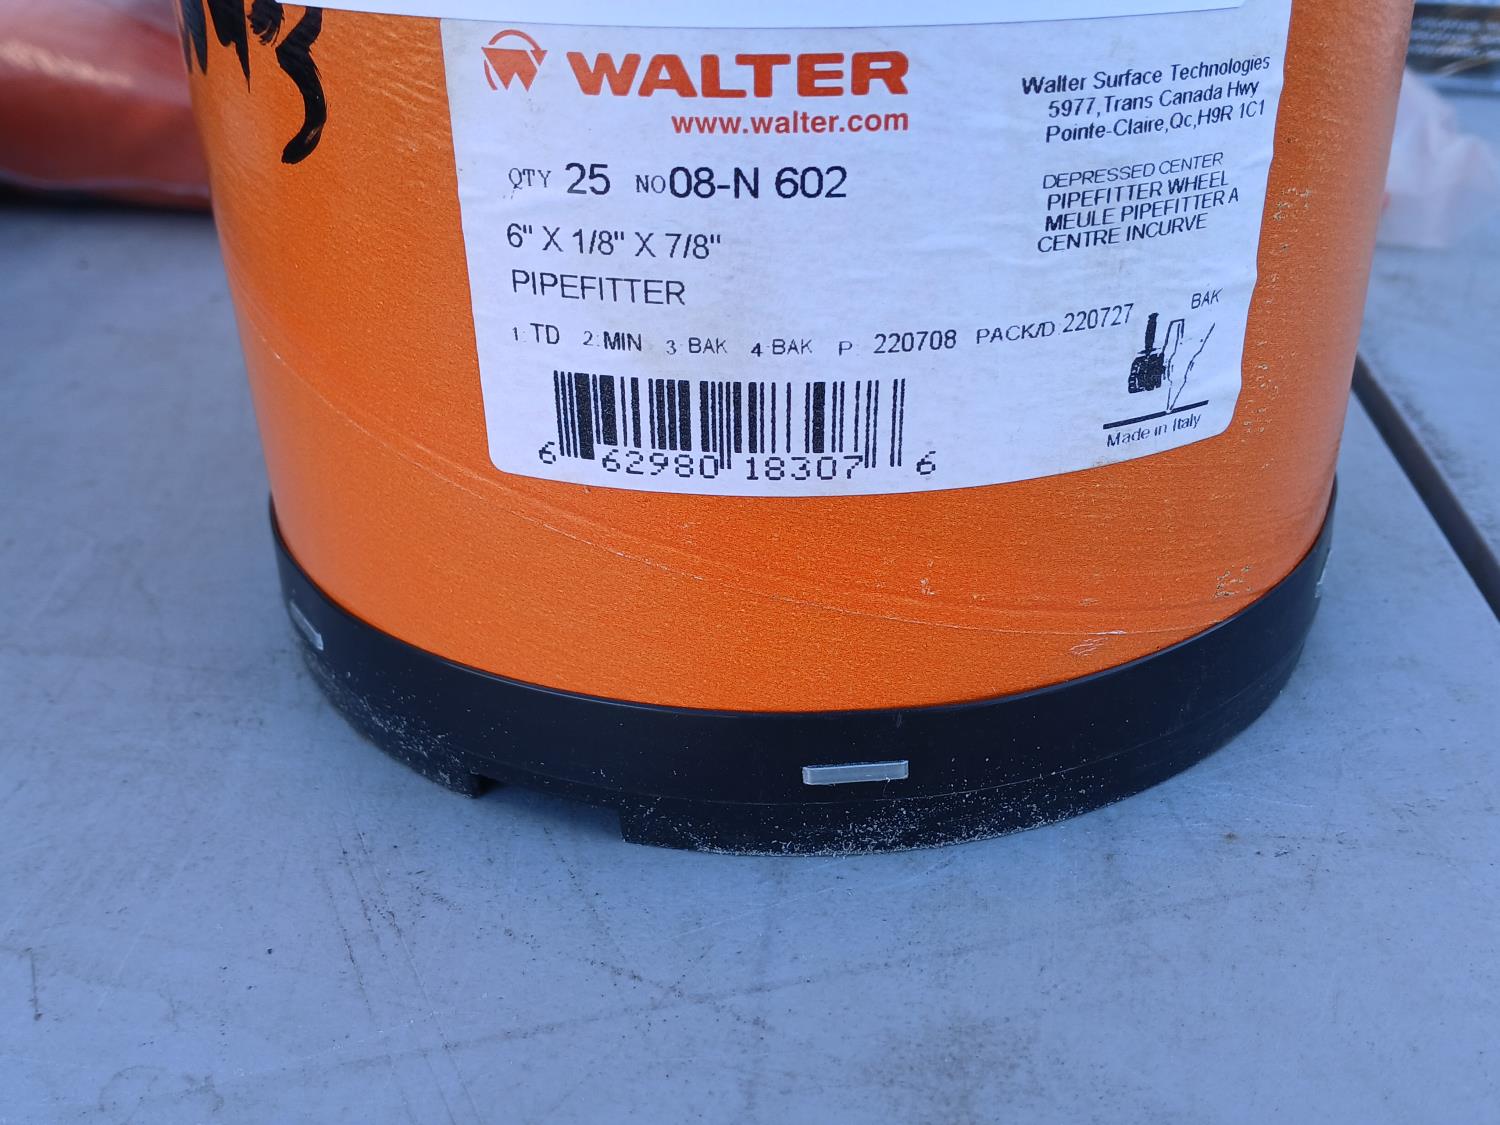 WALTER
www.walter.com
QTY 25 NO 08-N 602
6" X 1/8" X 7/8"
PIPEFITTER
1: TD 2: MIN 3 BAK 4 BAK P 220708 PACK/D 220727 BAK
6 62980 18307 6
Walter Surface Technologies
5977,Trans Canada Hwy
Pointe-Claire,Qc,H9R 1C1
DEPRESSED CENTER
PIPEFITTER WHEEL
MEULE PIPEFITTER A
CENTRE INCURVE
Made in Italy